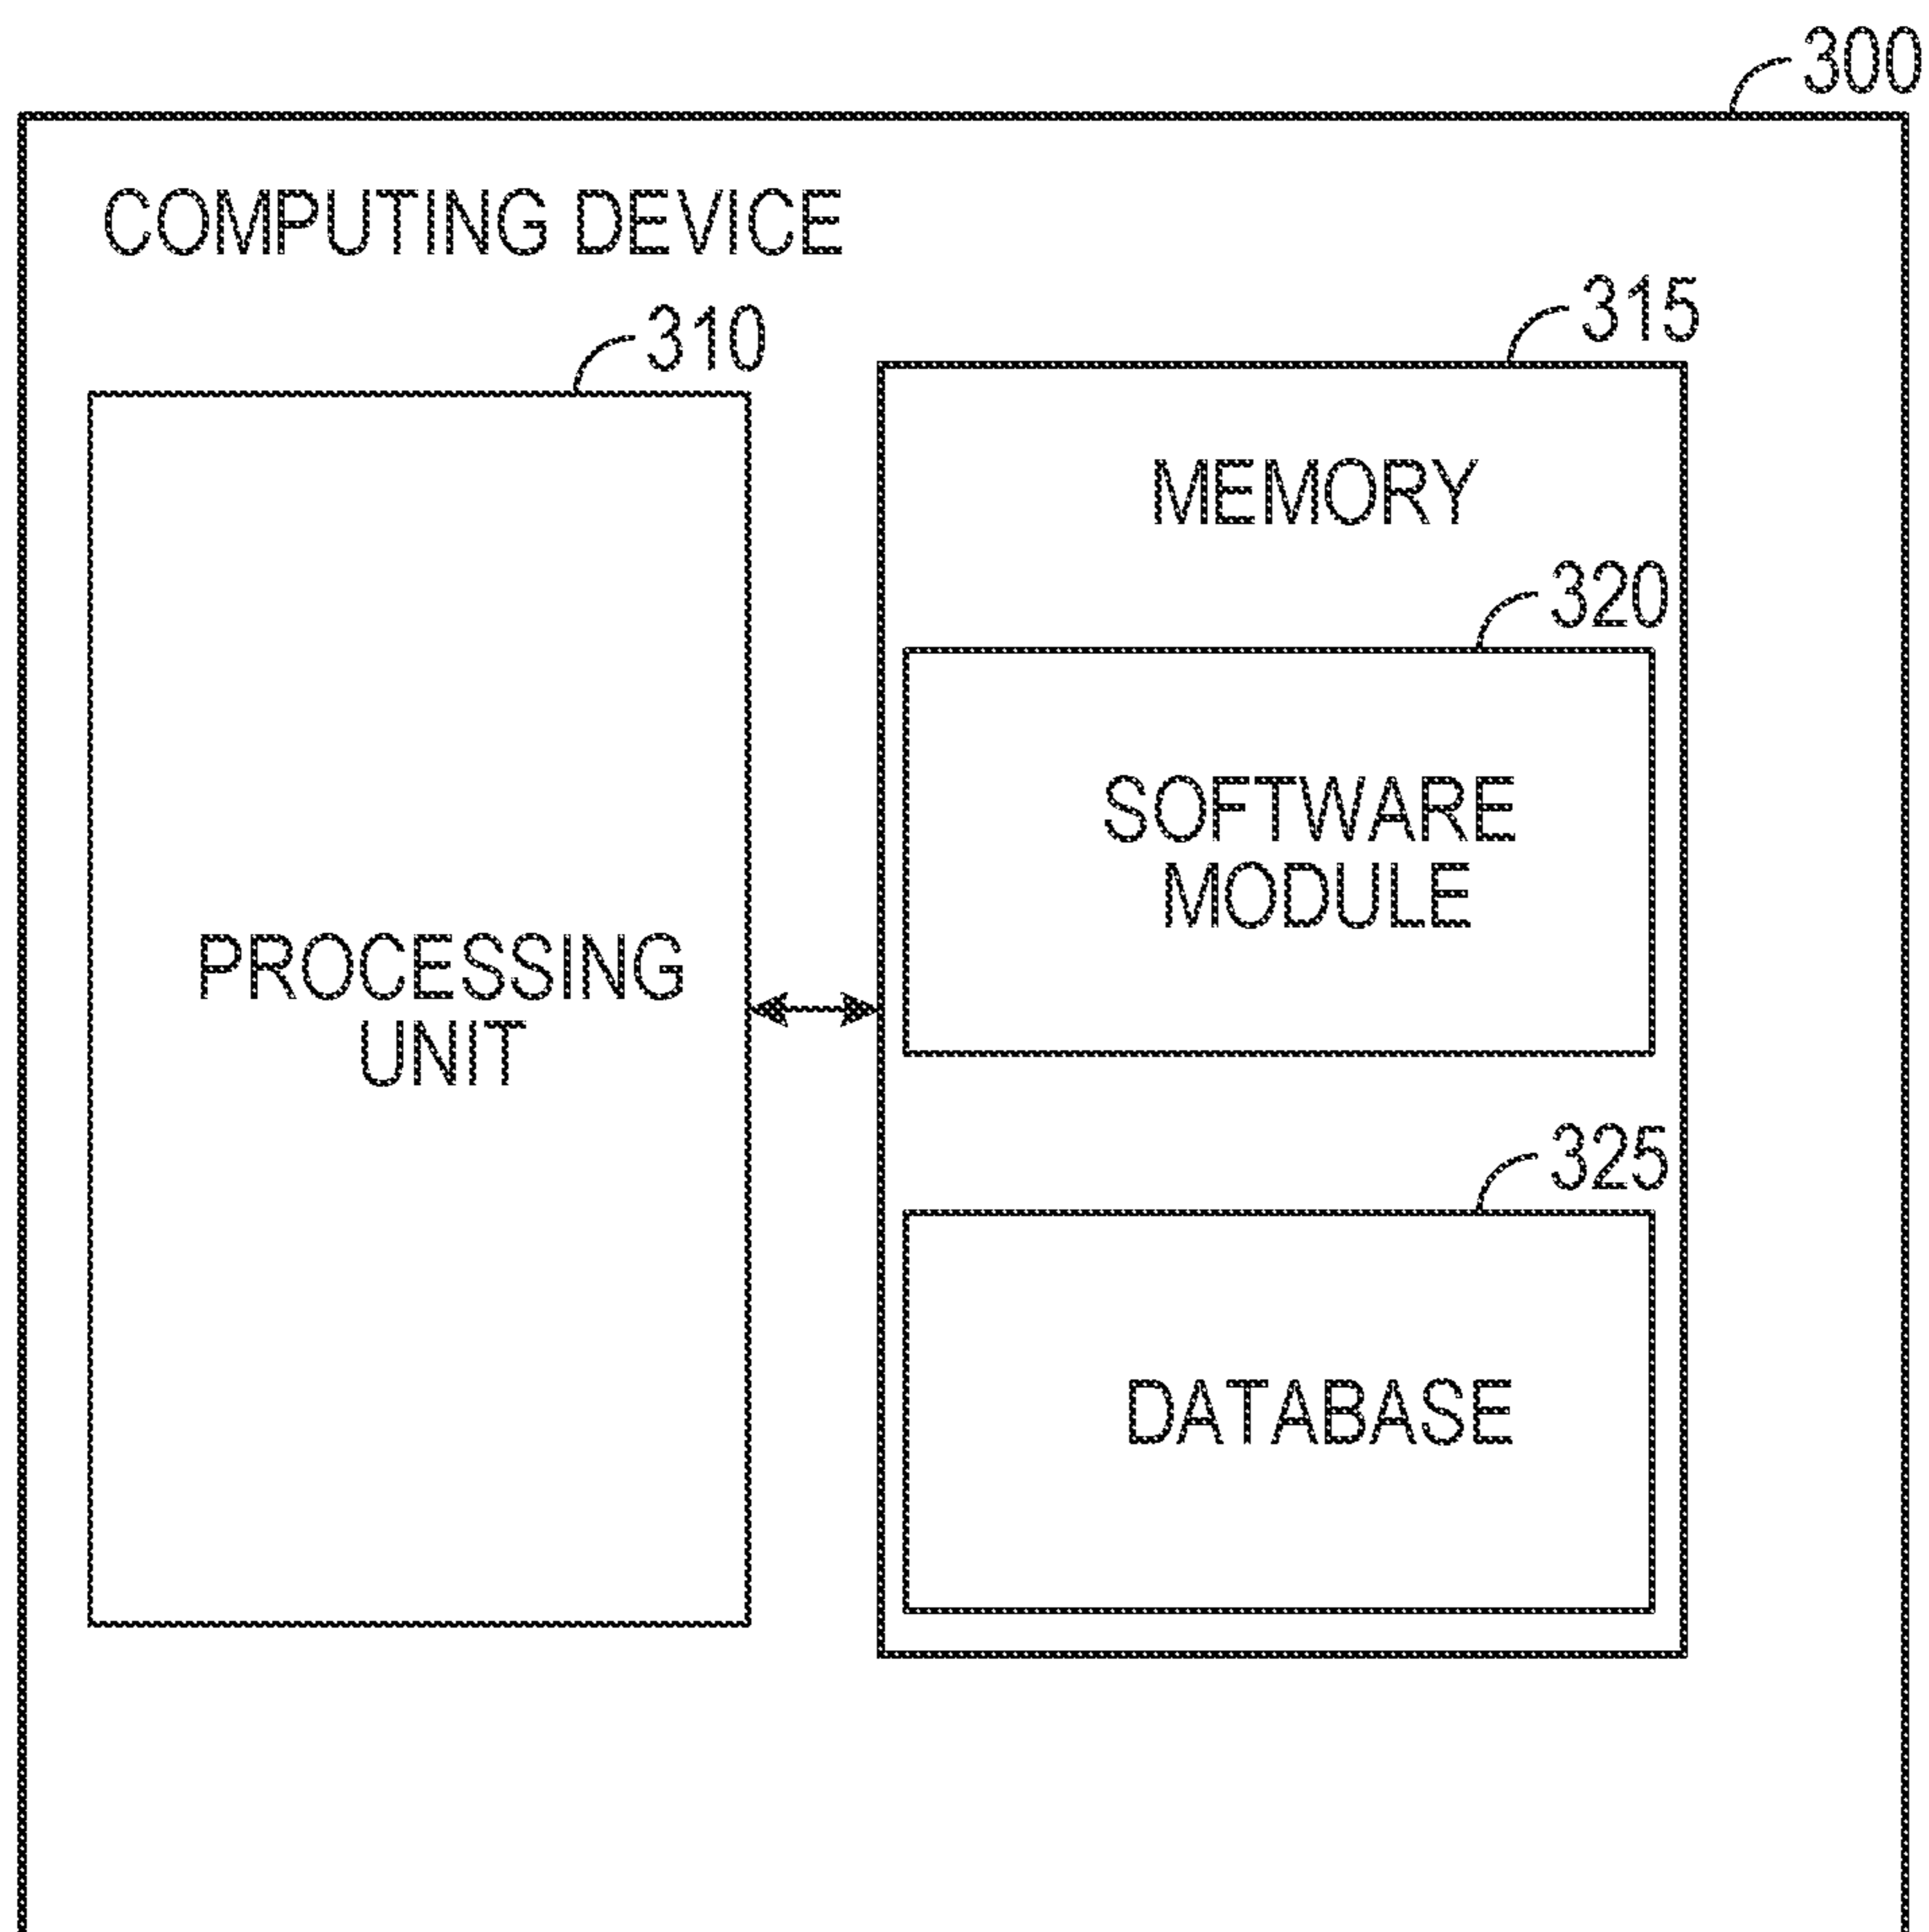 300
COMPUTING DEVICE
310
315
MEMORY
320
SOFTWARE
MODULE
PROCESSING
UNIT
325
DATABASE